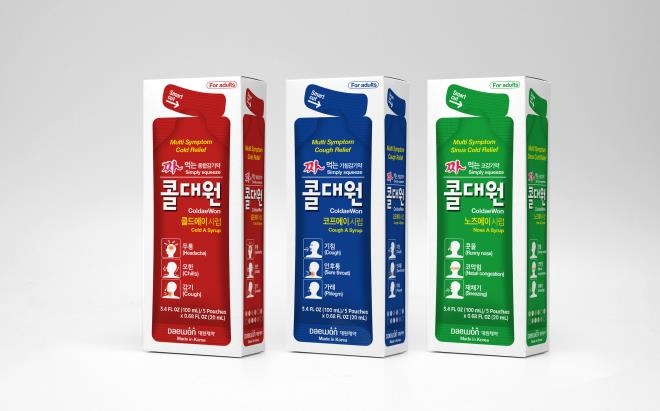 For adults
Smart
cut
Multi Symptom
Cold Relief
짜 먹는 종합감기약
Simply squeeze
콜대원
ColdaeWon
콜드에이 시럽
Cold A Syrup
두통
(Headache)
오한
(Chills)
감기
(Cough)
3.4 FL OZ (100 mL)/5 Pouches
x 0.68 FL OZ (20 mL)
DAEWOON 대원제약
Made in Korea
For adults
Smart
cut
Multi Symptom
Cough Relief
짜 먹는 기침감기약
Simply squeeze
콜대원
ColdaeWon
코프에이 시럽
Cough A Syrup
기침
(Cough)
인후통
(Sore throat)
가래
(Phlegm)
3.4 FL OZ (100 mL)/5 Pouches
x 0.68 FL OZ (20 mL)
DAEWOON 대원제약
Made in Korea
For adults
Smart
cut
Multi Symptom
Sinus Cold Relief
짜 먹는 코감기약
Simply squeeze
콜대원
ColdaeWon
노즈에이 시럽
Nose A Syrup
콧물
(Runny nose)
코막힘
(Nasal congestion)
재채기
(Sneezing)
3.4 FL OZ (100 mL)/5 Pouches
x 0.68 FL OZ (20 mL)
DAEWOON 대원제약
Made in Korea